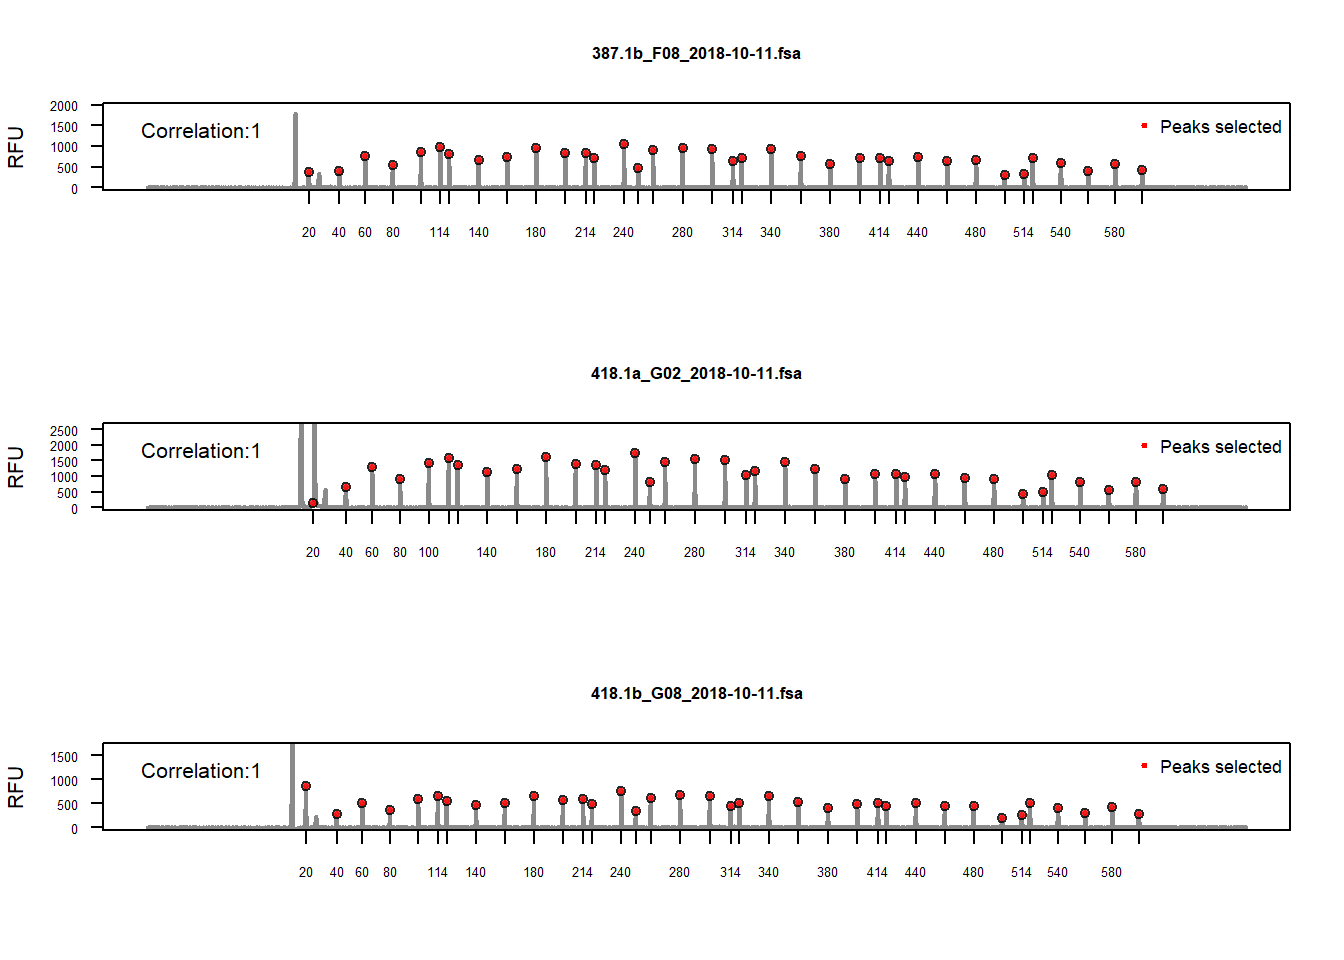 387.1b_F08_2018-10-11.fsa
RFU
2000
1500
1000
500
0
Correlation:1
Peaks selected
20 40 60 80 114 140 180 214 240 280 314 340 380 414 440 480 514 540 580
418.1a_G02_2018-10-11.fsa
RFU
2500
2000
1500
1000
500
0
Correlation:1
Peaks selected
20 40 60 80 100 140 180 214 240 280 314 340 380 414 440 480 514 540 580
418.1b_G08_2018-10-11.fsa
RFU
1500
1000
500
0
Correlation:1
Peaks selected
20 40 60 80 114 140 180 214 240 280 314 340 380 414 440 480 514 540 580